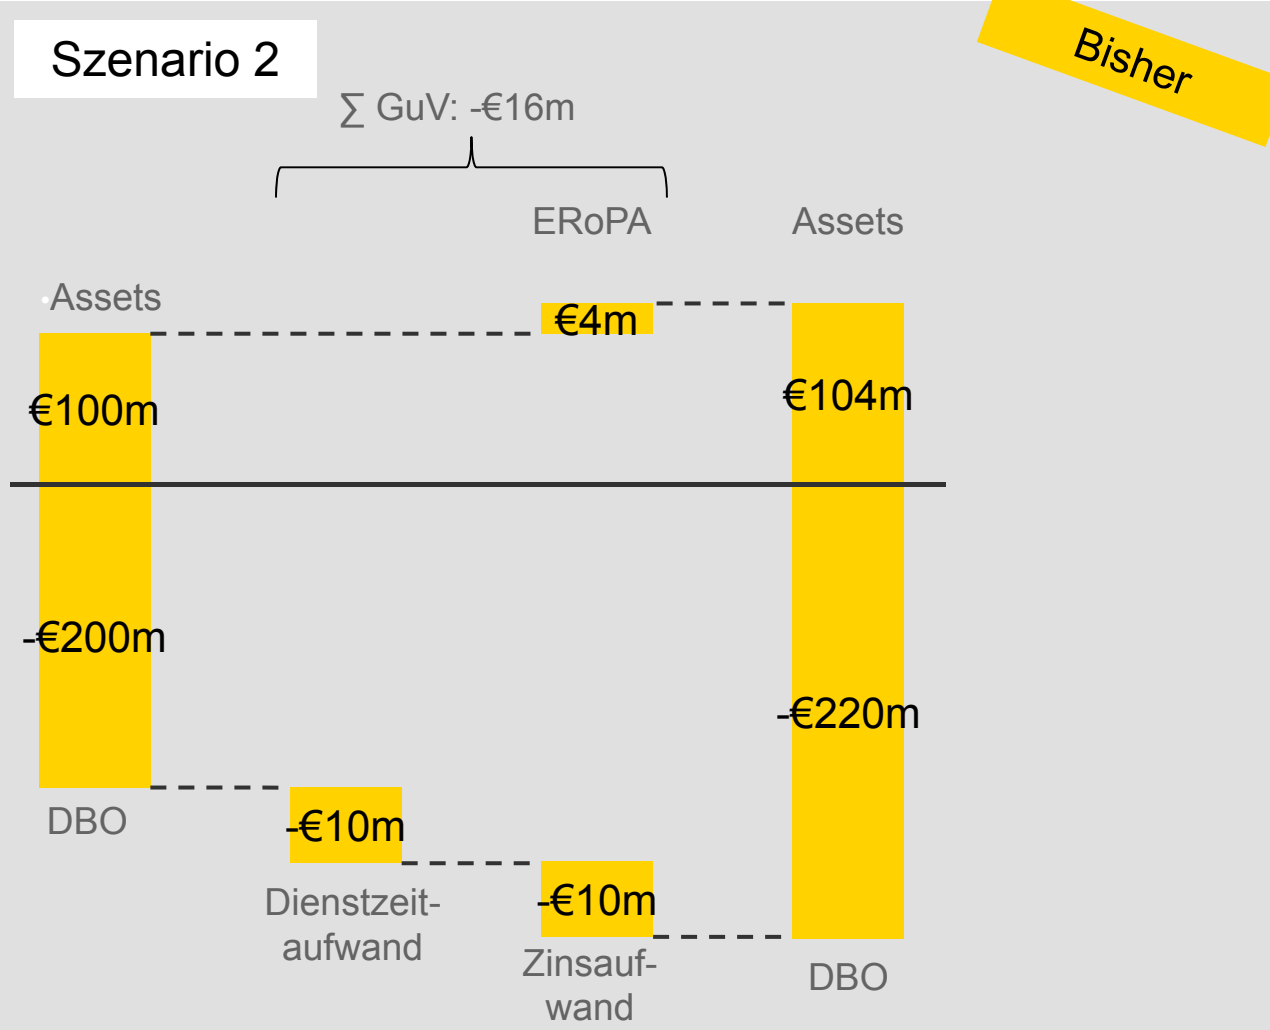 Szenario 2
Bisher
∑ GuV: -€16m
ERoPA
Assets
·Assets
€4m
€100m
€104m
-€200m
-€220m
DBO
-€10m
Dienstzeit-
aufwand
-€10m
Zinsauf-
wand
DBO